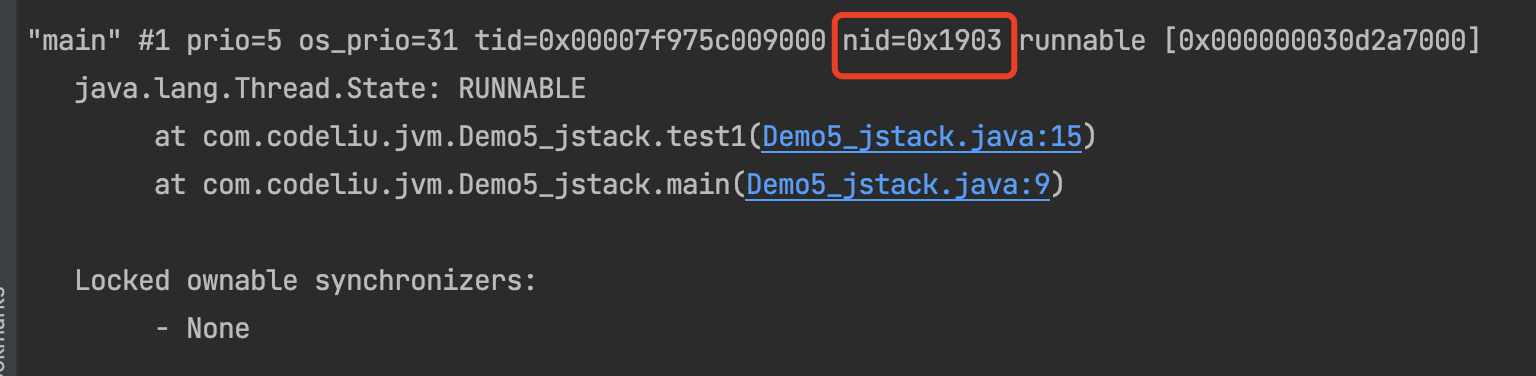 "main" #1 prio=5 os_prio=31 tid=0x00007f975c009000 nid=0x1903 runnable [0x000000030d2a7000]
java.lang.Thread.State: RUNNABLE
at com.codeliu.jvm.Demo5_jstack.test1(Demo5_jstack.java:15)
at com.codeliu.jvm.Demo5_jstack.main(Demo5_jstack.java:9)
Locked ownable synchronizers:
- None